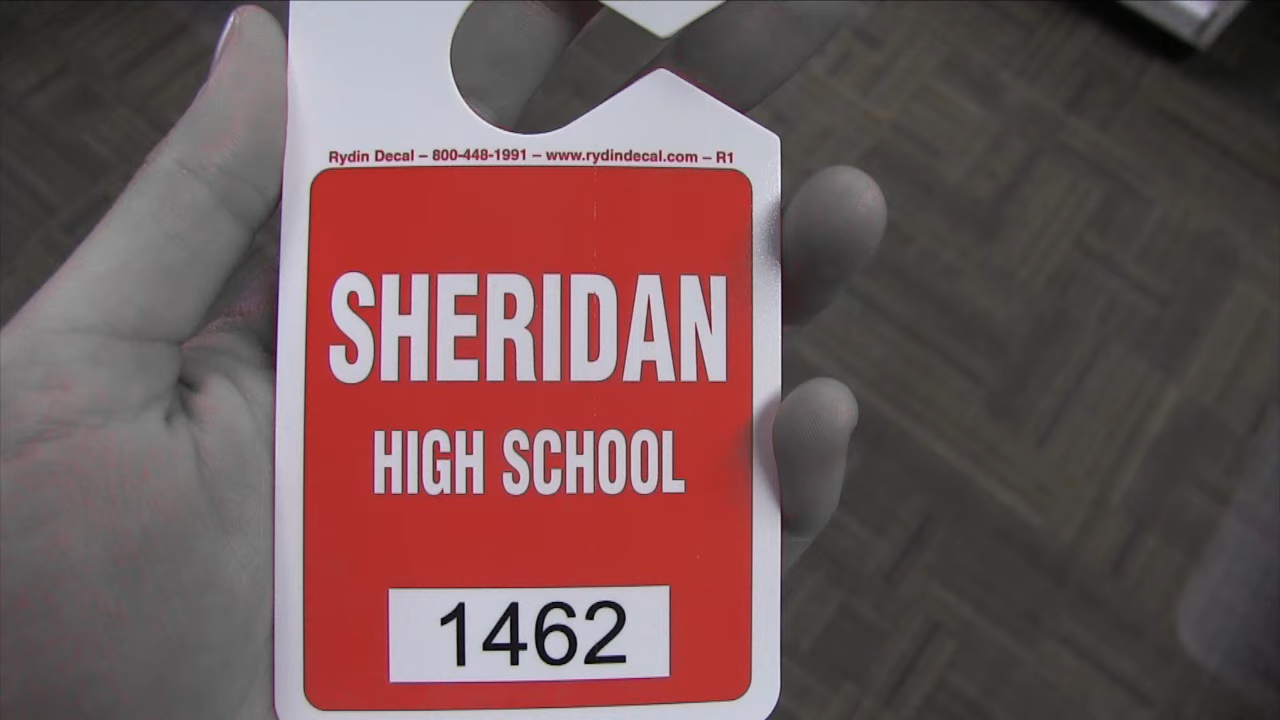 Rydin Decal – 800-448-1991 – www.rydindecal.com – R1
SHERIDAN
HIGH SCHOOL
1462